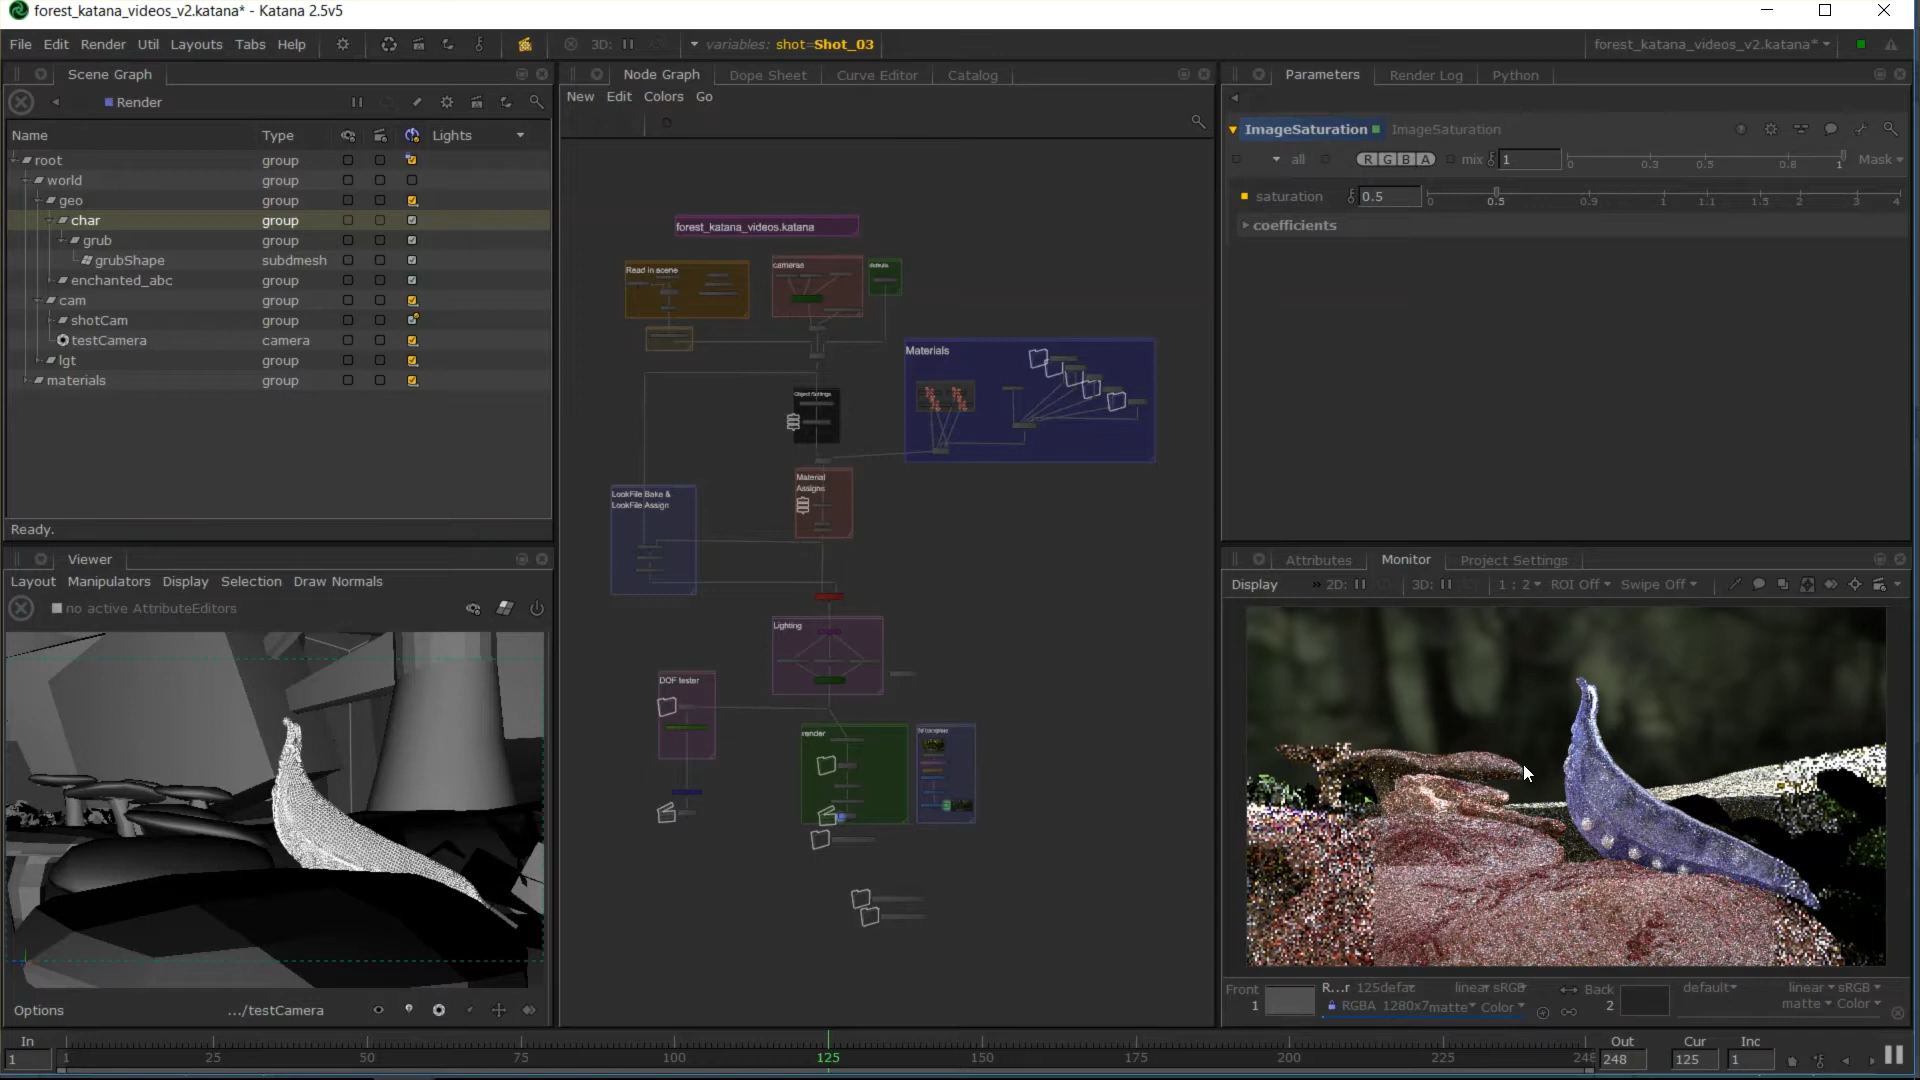 forest_katana_videos_v2.katana* - Katana 2.5v5
File Edit Render Util Layouts Tabs Help
3D:
variables: shot=Shot_03
forest_katana_videos_v2.katana*
Scene Graph
Render
Name Type Lights
root group
world group
geo group
char group
grub group
grubShape subdmesh
enchanted_abc group
cam group
shotCam group
testCamera camera
lgt group
materials group
Ready.
Viewer
Layout Manipulators Display Selection Draw Normals
no active AttributeEditors
Options
.../testCamera
Node Graph Dope Sheet Curve Editor Catalog
New Edit Colors Go
forest_katana_videos.katana
Read in scene
cameras
Materials
Object Settings
Material
Assigns
LookFile Bake &
LookFile Assign
Lighting
DOF tester
render
Parameters Render Log Python
ImageSaturation ImageSaturation
all R G B A mix 1 0 0.3 0.5 0.8 1 Mask
saturation 0.5 0 0.5 0.9 1 1.1 1.5 2 3 4
coefficients
Attributes Monitor Project Settings
Display » 2D: 3D: 1 : 2 ROI Off Swipe Off
Front R...r 125defau linear sRGB Back default linear sRGB
1 RGBA 1280x7 matte Color 2 matte Color
In Out Cur Inc
1 1 25 50 75 100 125 150 175 200 225 248 248 125 1